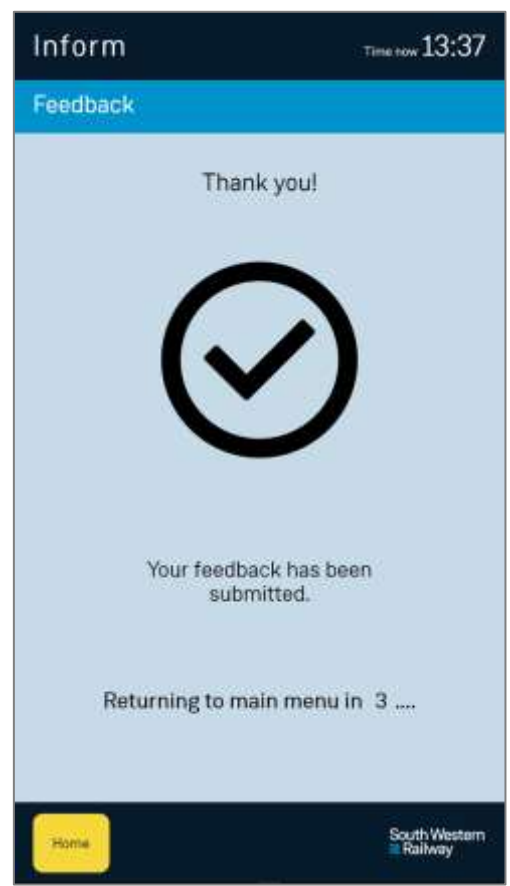 Inform
Time now 13:37
Feedback
Thank you!
Your feedback has been
submitted.
Returning to main menu in 3 ....
Home
South Western
Railway